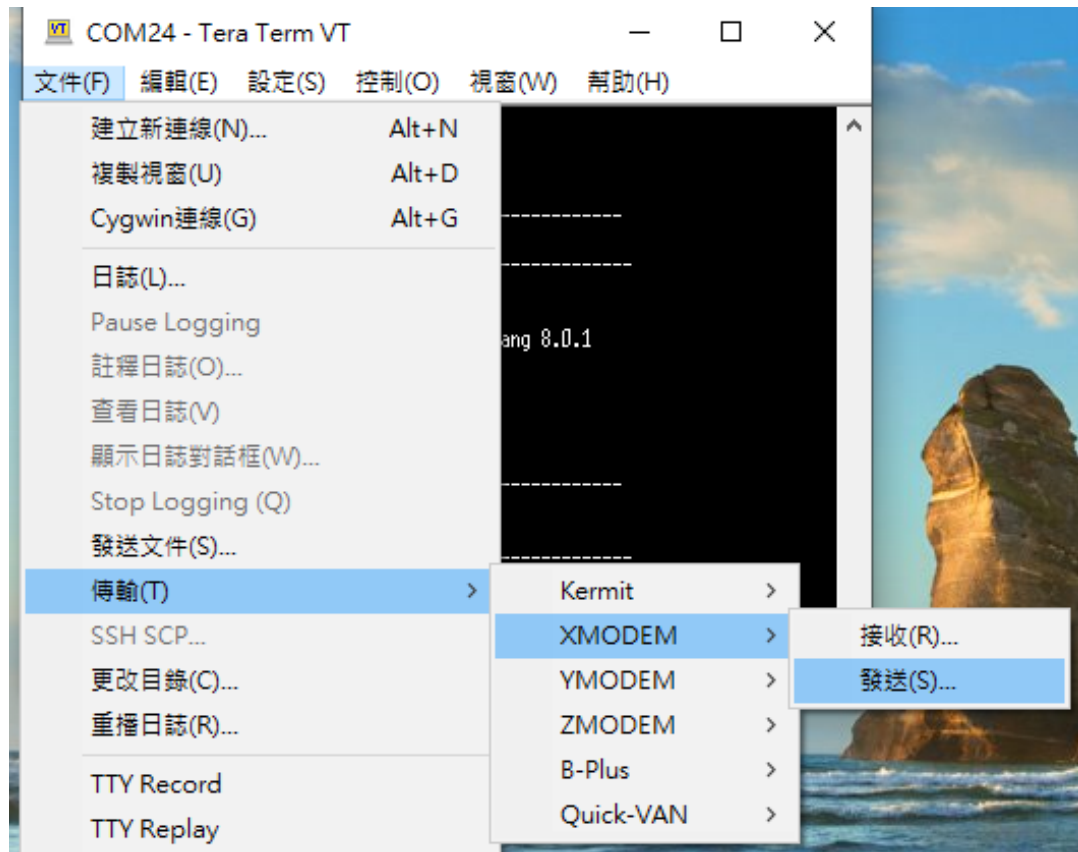 VT COM24 - Tera Term VT
文件(F) 編輯(E) 設定(S) 控制(O) 視窗(W) 幫助(H)
建立新連線(N)... Alt+N
複製視窗(U) Alt+D
Cygwin連線(G) Alt+G
------------
-------------
日誌(L)...
Pause Logging
ang 8.0.1
註釋日誌(O)...
查看日誌(V)
顯示日誌對話框(W)...
------------
Stop Logging (Q)
發送文件(S)...
-------------
傳輸(T) >
Kermit >
SSH SCP...
XMODEM >
接收(R)...
更改目錄(C)...
YMODEM >
發送(S)...
重播日誌(R)...
ZMODEM >
TTY Record
B-Plus >
TTY Replay
Quick-VAN >